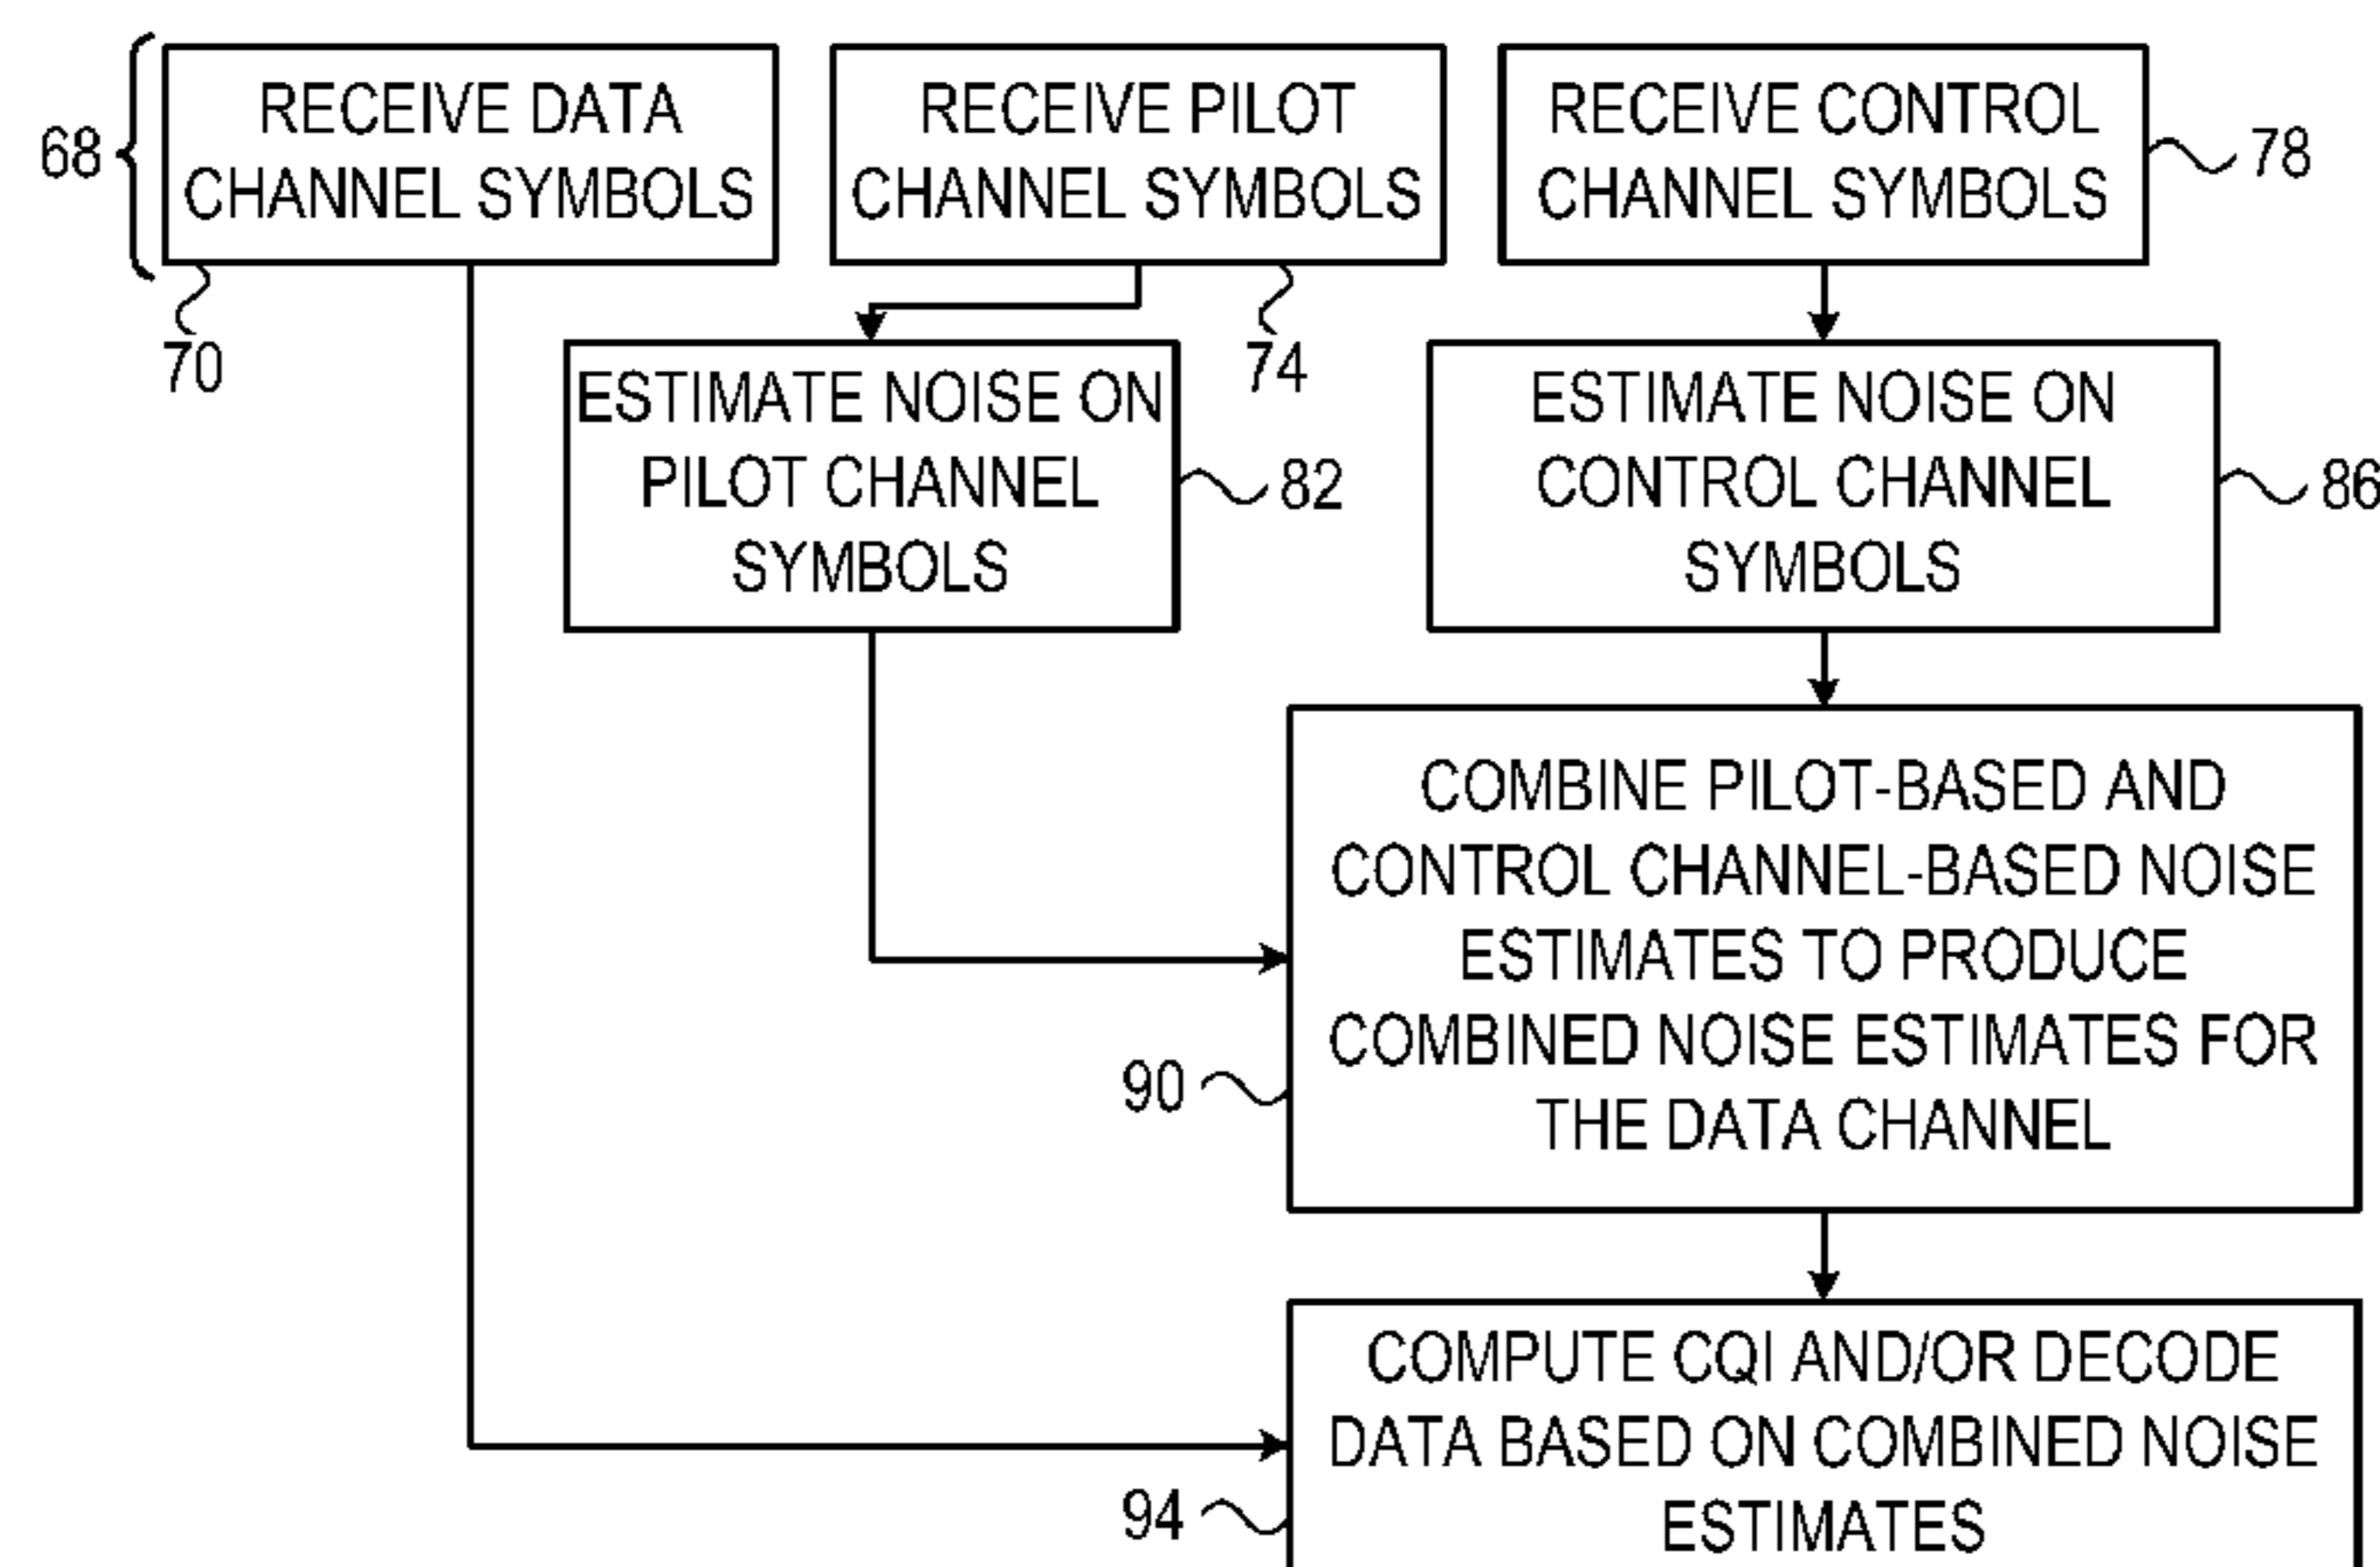 68
RECEIVE DATA
CHANNEL SYMBOLS
70
RECEIVE PILOT
CHANNEL SYMBOLS
74
RECEIVE CONTROL
CHANNEL SYMBOLS
78
ESTIMATE NOISE ON
PILOT CHANNEL
SYMBOLS
82
ESTIMATE NOISE ON
CONTROL CHANNEL
SYMBOLS
86
COMBINE PILOT-BASED AND
CONTROL CHANNEL-BASED NOISE
ESTIMATES TO PRODUCE
COMBINED NOISE ESTIMATES FOR
THE DATA CHANNEL
90
COMPUTE CQI AND/OR DECODE
DATA BASED ON COMBINED NOISE
ESTIMATES
94